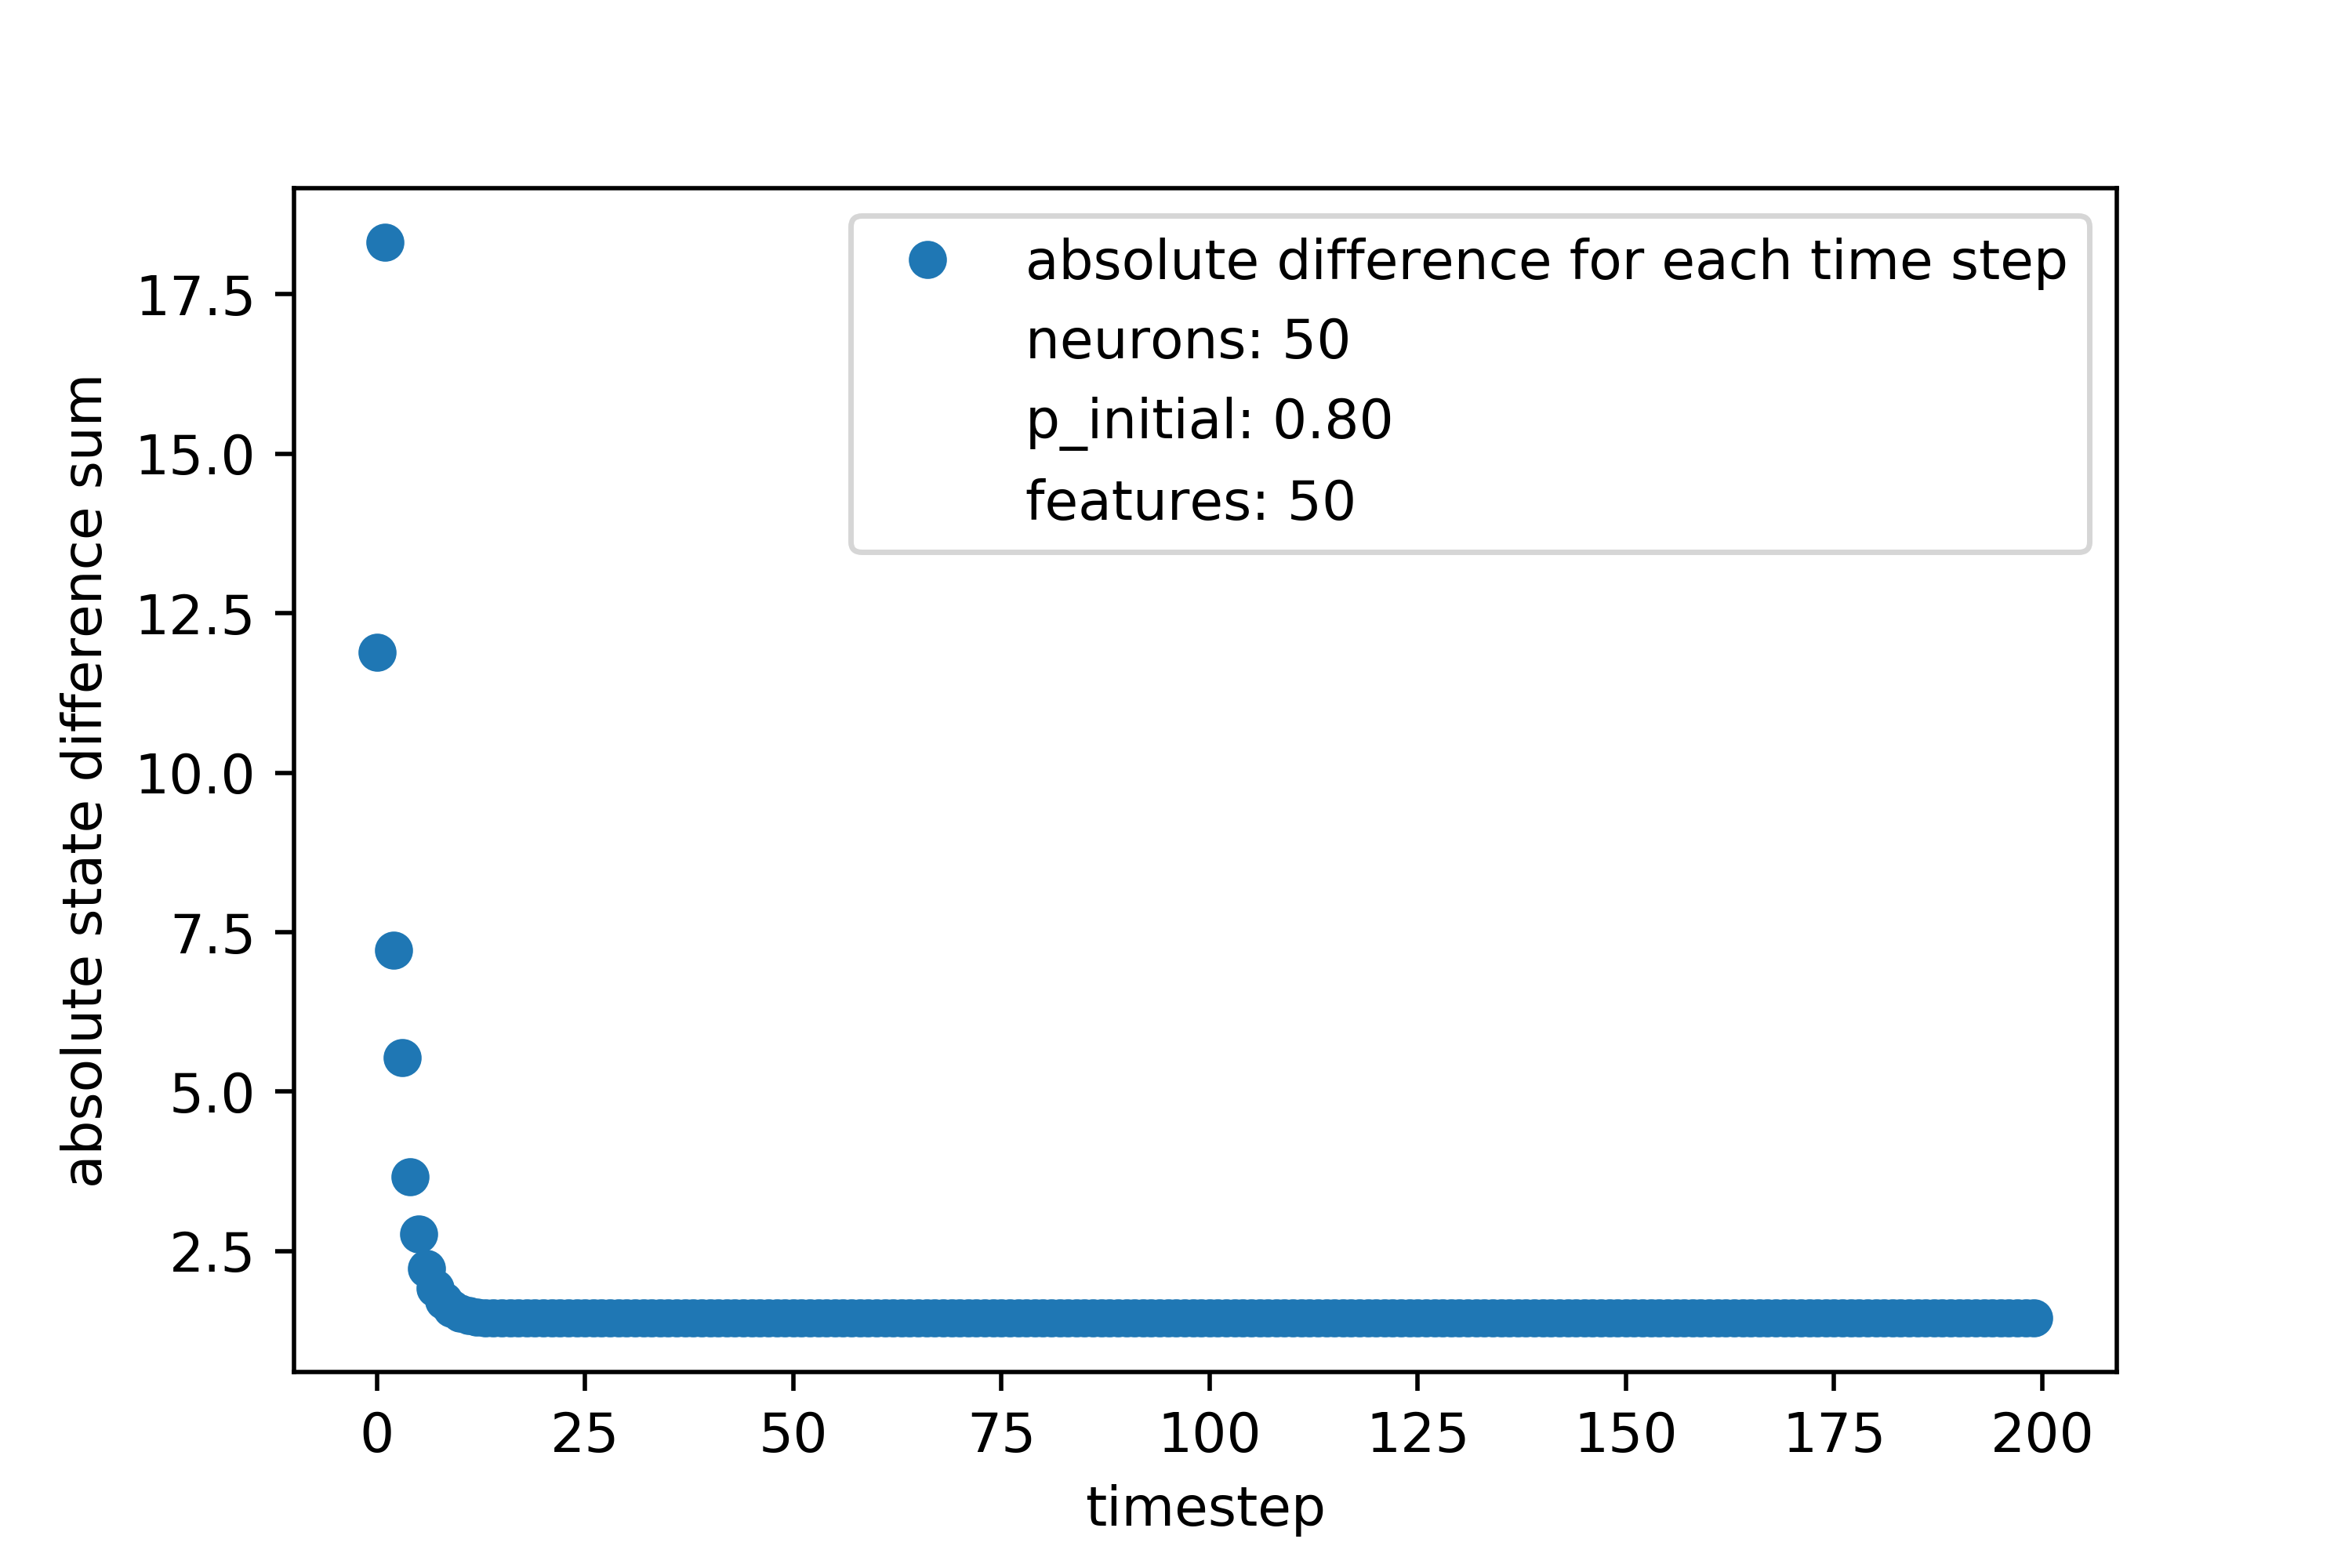 absolute difference for each time step
neurons: 50
p_initial: 0.80
features: 50
absolute state difference sum
17.5
15.0
12.5
10.0
7.5
5.0
2.5
0 25 50 75 100 125 150 175 200
timestep